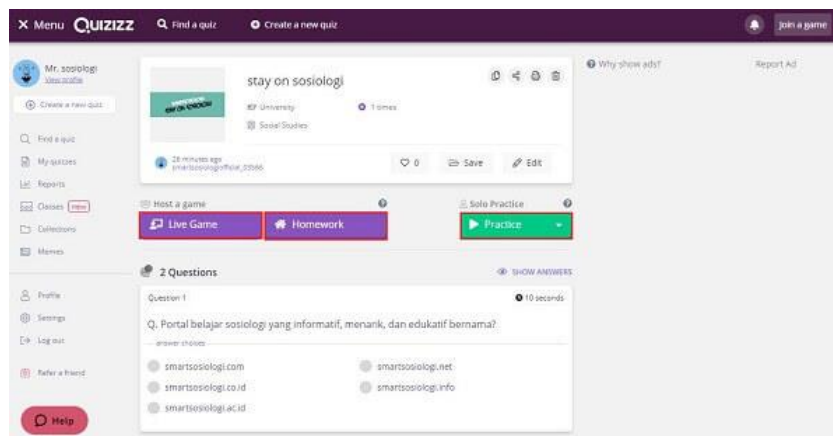 Menu QUIZIZZ Find a quiz Create a new quiz Join a game
Mr. sosiologi
View profile
Create a new quiz
Find a quiz
My quizzes
Reports
Classes New
Collections
Memes
Profile
Settings
Log out
Refer a friend
Help
stay on sosiologi
University 1 times
Social Studies
28 minutes ago
0 Save Edit
Host a game Solo Practice
Live Game Homework Practice
2 Questions SHOW ANSWERS
Question 1 10 seconds
Q. Portal belajar sosiologi yang informatif, menarik, dan edukatif bernama?
answer choices
smartsosiologi.com smartsosiologi.net
smartsosiologi.co.id smartsosiologi.info
smartsosiologi.ac.id
Why show ads? Report Ad